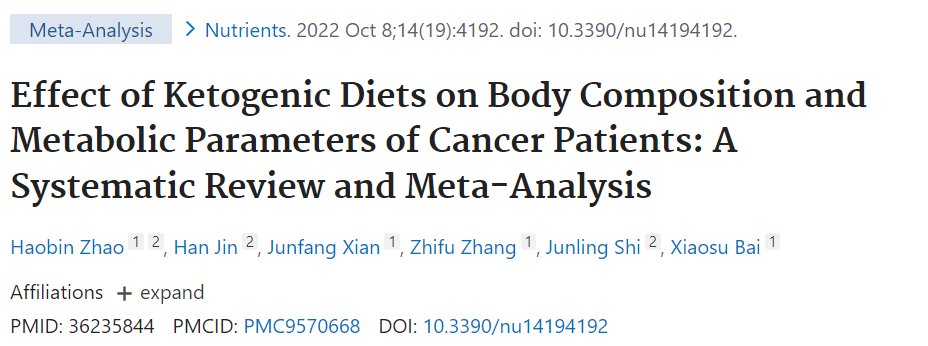 Meta-Analysis > Nutrients. 2022 Oct 8;14(19):4192. doi: 10.3390/nu14194192.
Effect of Ketogenic Diets on Body Composition and
Metabolic Parameters of Cancer Patients: A
Systematic Review and Meta-Analysis
Haobin Zhao 1 2, Han Jin 2, Junfang Xian 1, Zhifu Zhang 1, Junling Shi 2, Xiaosu Bai 1
Affiliations + expand
PMID: 36235844 PMCID: PMC9570668 DOI: 10.3390/nu14194192